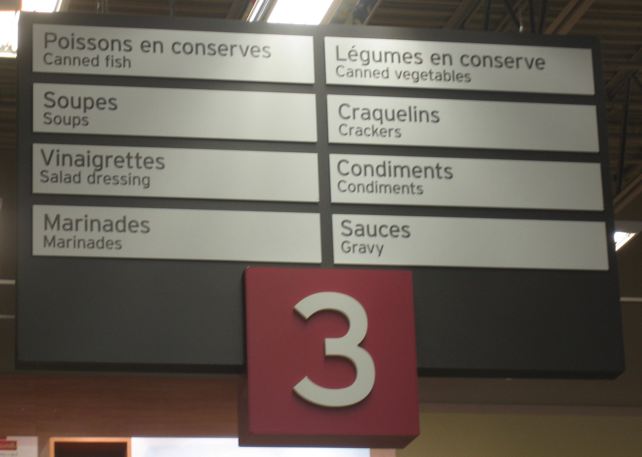 Poissons en conserves
Canned fish
Soupes
Soups
Vinaigrettes
Salad dressing
Marinades
Marinades
Légumes en conserve
Canned vegetables
Craquelins
Crackers
Condiments
Condiments
Sauces
Gravy
3